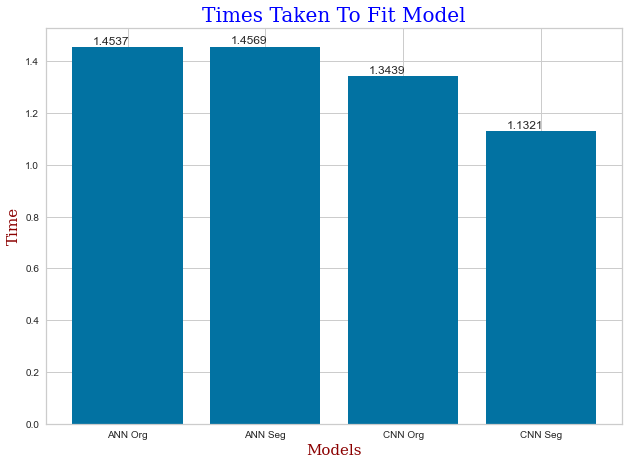 Times Taken To Fit Model
1.4537
1.4569
1.3439
1.1321
1.4
1.2
1.0
0.8
0.6
0.4
0.2
0.0
Time
ANN Org
ANN Seg
CNN Org
CNN Seg
Models